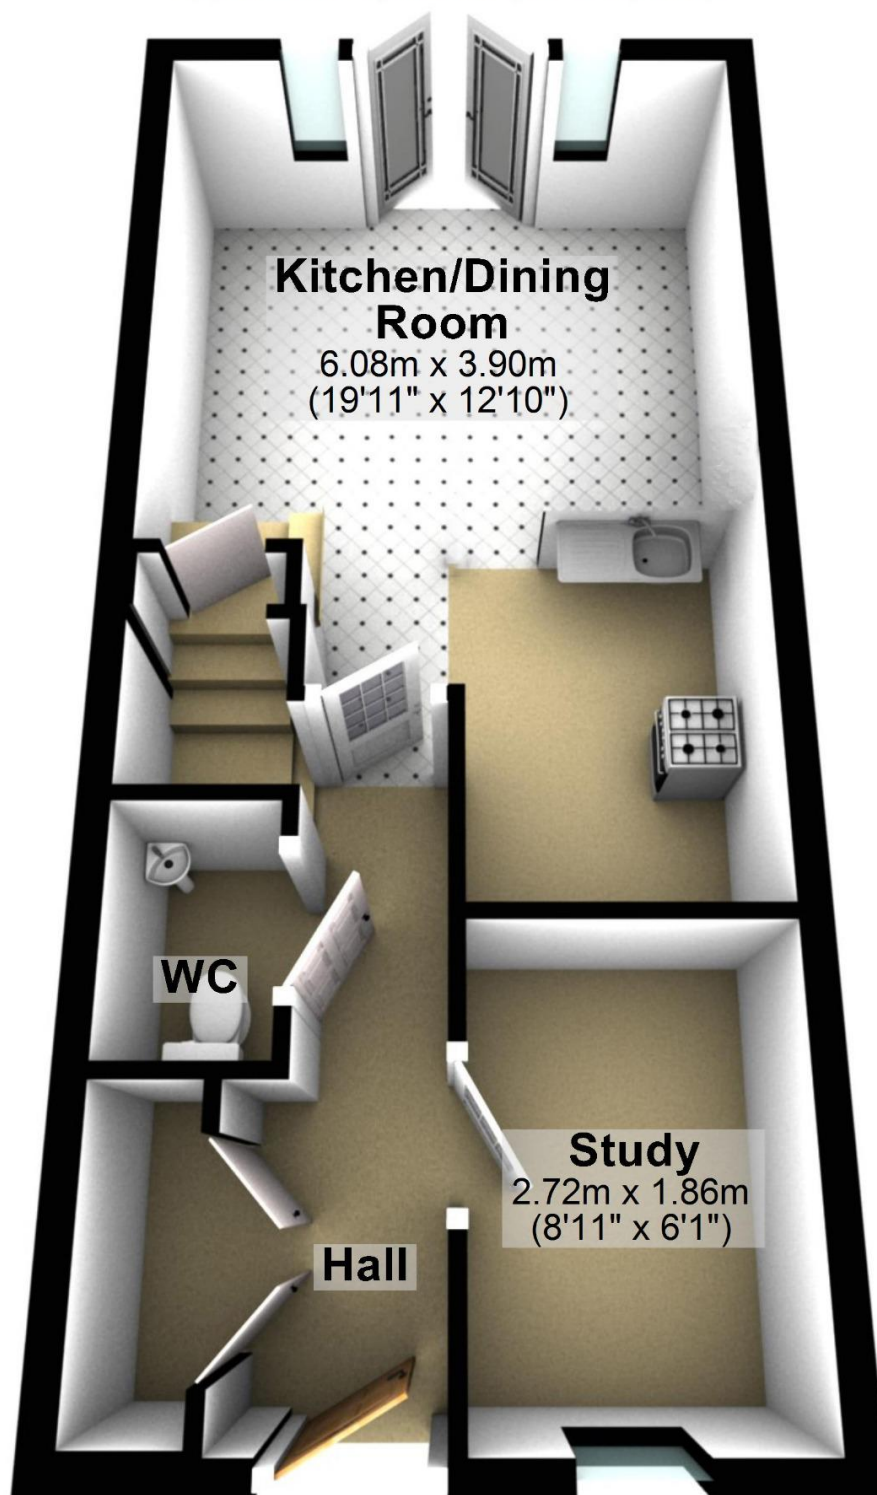 Kitchen/Dining
Room
6.08m x 3.90m
(19'11" x 12'10")
WC
Study
2.72m x 1.86m
(8'11" x 6'1")
Hall